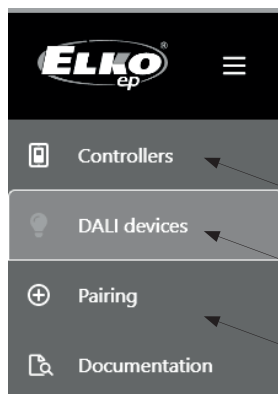 ELKO®
ep
Controllers
DALI devices
Pairing
Documentation